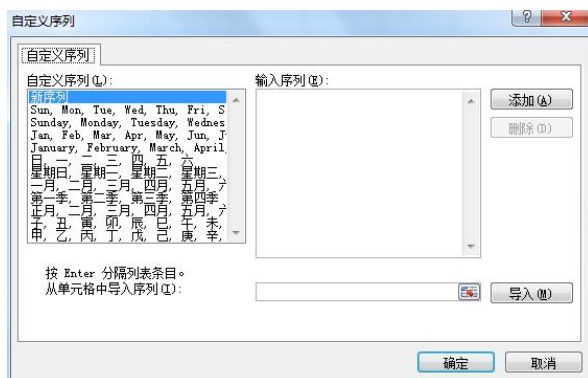 自定义序列
自定义序列
自定义序列(L):
输入序列(E):
新序列
Sun, Mon, Tue, Wed, Thu, Fri, S
Sunday, Monday, Tuesday, Wednes
Jan, Feb, Mar, Apr, May, Jun, J
January, February, March, April
日, 一, 二, 三, 四, 五, 六
星期日, 星期一, 星期二, 星期三,
一月, 二月, 三月, 四月, 五月, 六
第一季, 第二季, 第三季, 第四季
正月, 二月, 三月, 四月, 五月, 六
子, 丑, 寅, 卯, 辰, 巳, 午, 未,
甲, 乙, 丙, 丁, 戊, 己, 庚, 辛,
添加(A)
删除(D)
按 Enter 分隔列表条目。
从单元格中导入序列(I):
导入(M)
确定
取消